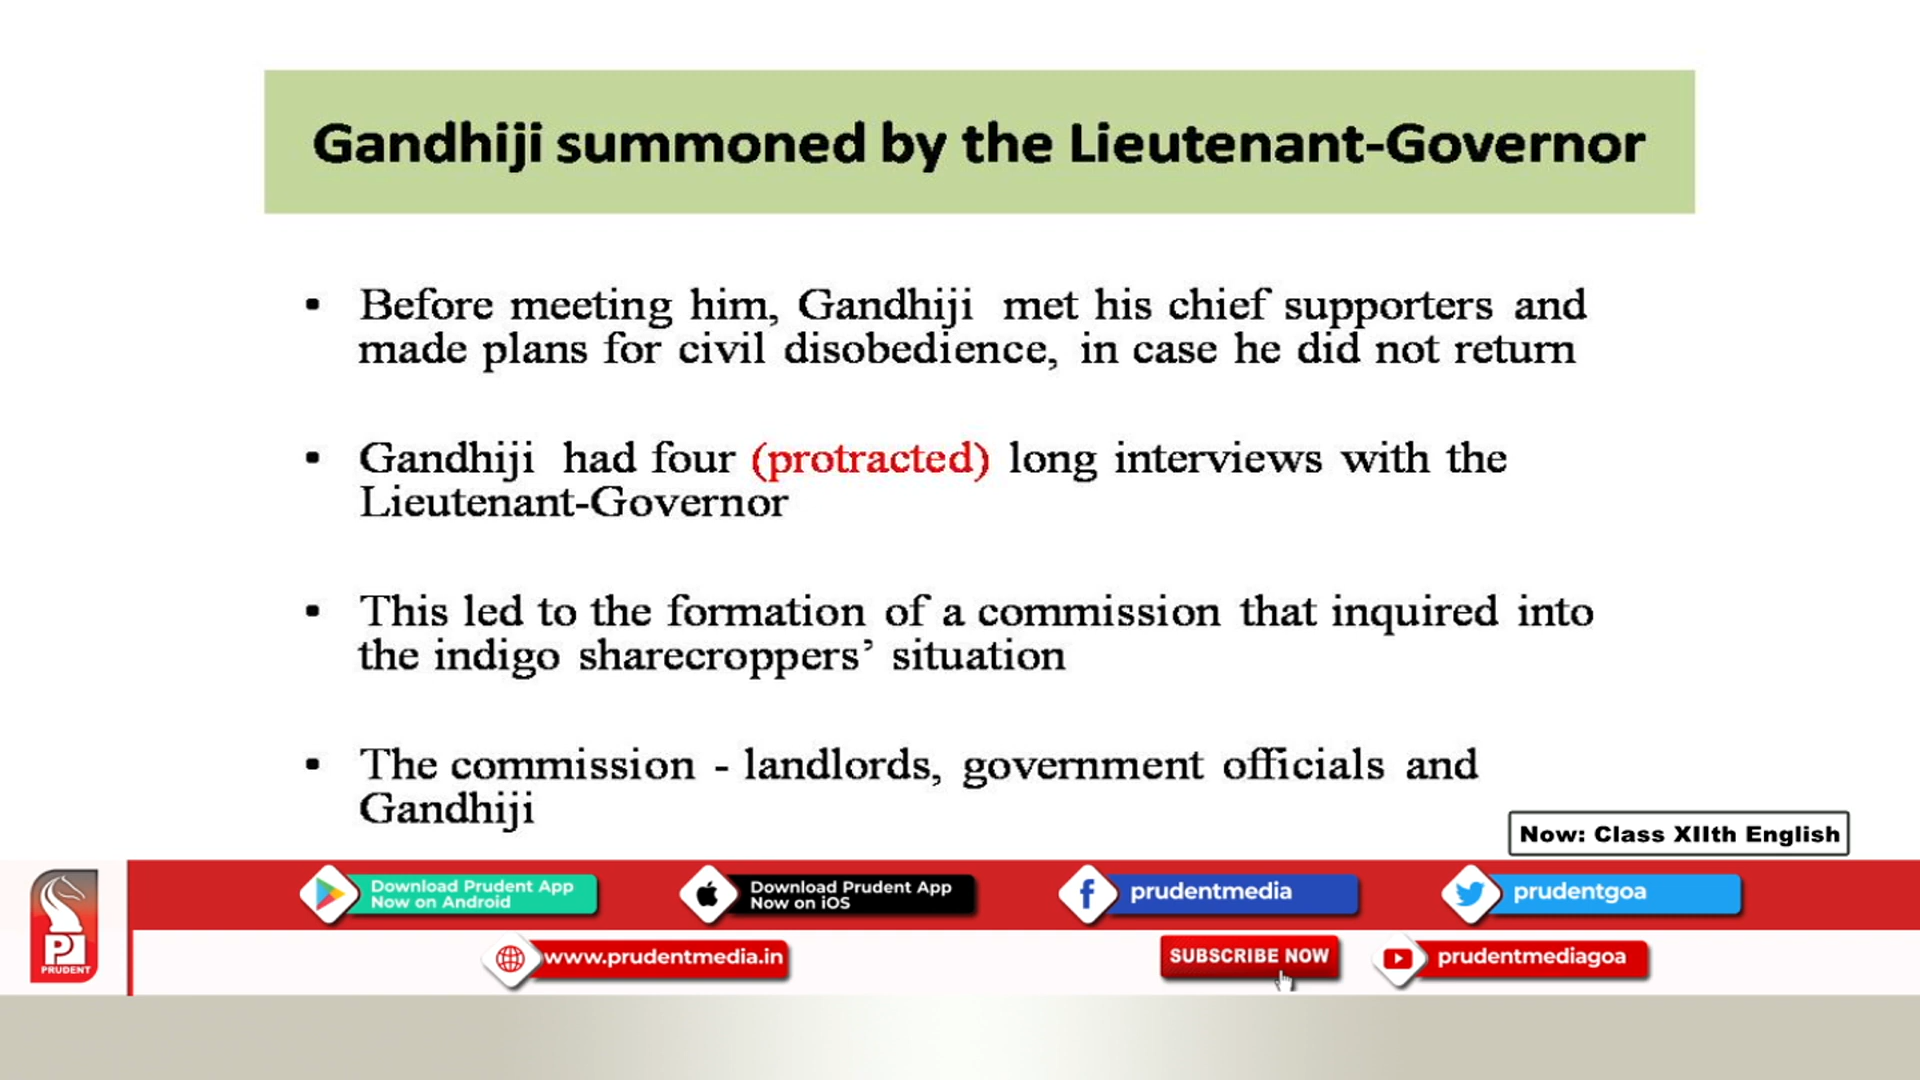 Gandhiji summoned by the Lieutenant-Governor
• Before meeting him, Gandhiji met his chief supporters and
made plans for civil disobedience, in case he did not return
• Gandhiji had four (protracted) long interviews with the
Lieutenant-Governor
• This led to the formation of a commission that inquired into
the indigo sharecroppers’ situation
• The commission - landlords, government officials and
Gandhiji
Now: Class XIIth English
Download Prudent App
Now on Android
Download Prudent App
Now on iOS
prudentmedia
prudentgoa
PRUDENT
www.prudentmedia.in
SUBSCRIBE NOW
prudentmediagoa